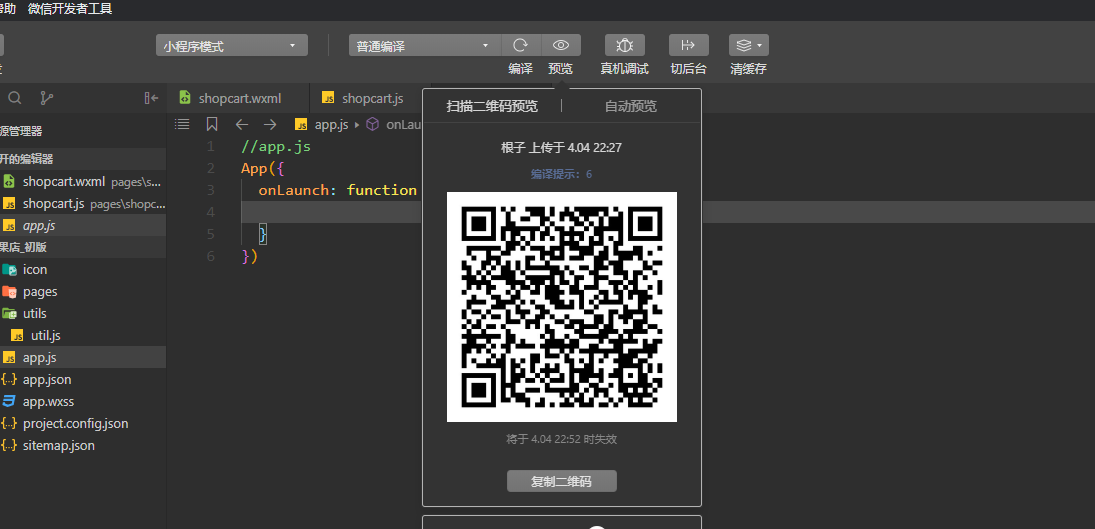 帮助 微信开发者工具
小程序模式 普通编译
编译 预览 真机调试 切后台 清缓存
shopcart.wxml shopcart.js
扫描二维码预览 自动预览
app.js onLau
根子 上传于 4.04 22:27
编译提示：6
将于 4.04 22:52 时失效
复制二维码
源管理器
开的编辑器
shopcart.wxml pages\s...
shopcart.js pages\shopc...
app.js
果店_初版
icon
pages
utils
util.js
app.js
app.json
app.wxss
project.config.json
sitemap.json
1 //app.js
2 App({
3 onLaunch: function
4
5 }
6 })